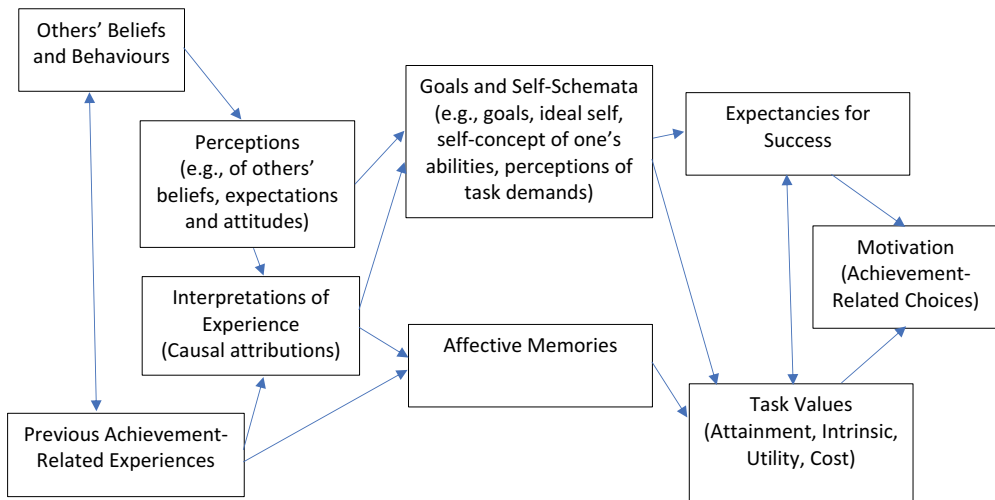 Others’ Beliefs
and Behaviours
Perceptions
(e.g., of others’
beliefs, expectations
and attitudes)
Interpretations of
Experience
(Causal attributions)
Previous Achievement-
Related Experiences
Goals and Self-Schemata
(e.g., goals, ideal self,
self-concept of one’s
abilities, perceptions of
task demands)
Affective Memories
Expectancies for
Success
Motivation
(Achievement-
Related Choices)
Task Values
(Attainment, Intrinsic,
Utility, Cost)